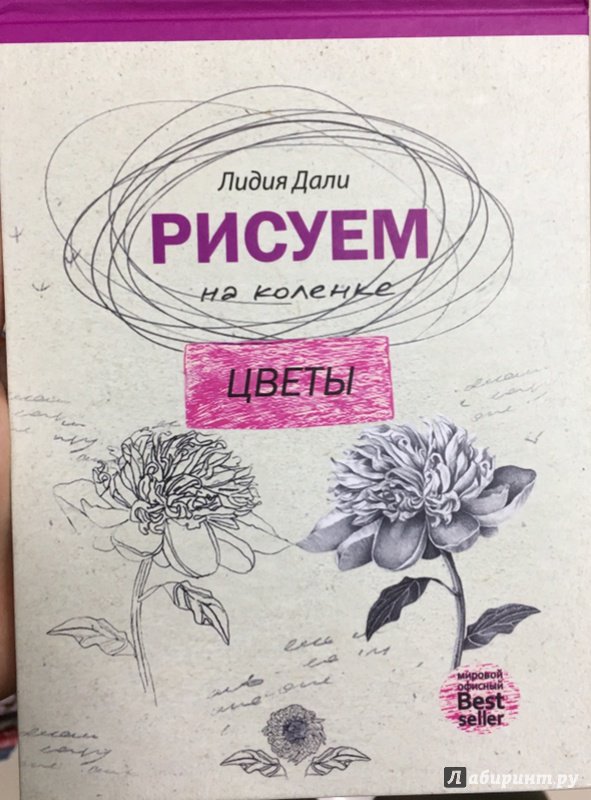 Лидия Дали
РИСУЕМ
на коленке
ЦВЕТЫ
мировой
офисный
Best
seller
Лабиринт.ру